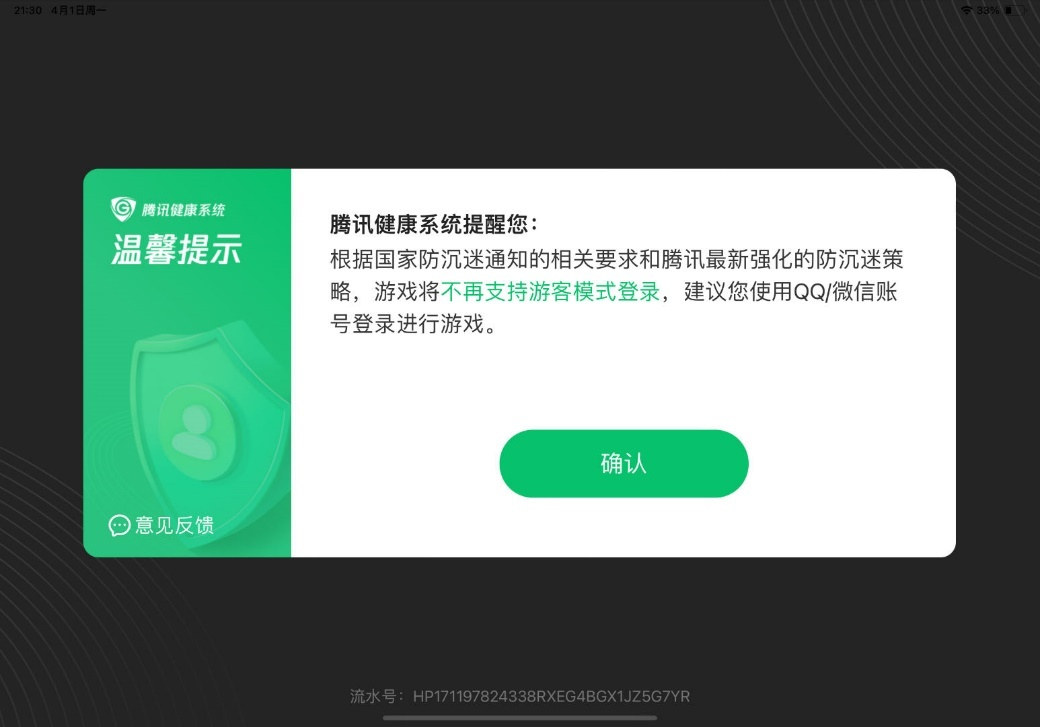 21:30 4月1日周一
33%
腾讯健康系统
温馨提示
腾讯健康系统提醒您：
根据国家防沉迷通知的相关要求和腾讯最新强化的防沉迷策
略，游戏将不再支持游客模式登录，建议您使用QQ/微信账
号登录进行游戏。
确认
意见反馈
流水号：HP171197824338RXEG4BGX1JZ5G7YR